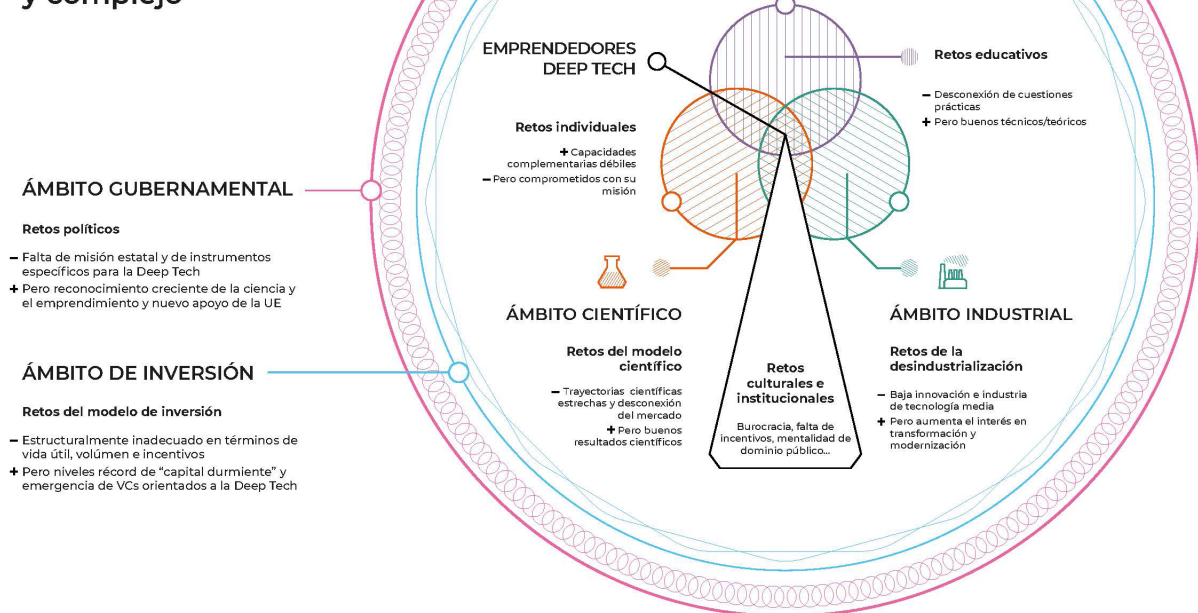 y complejo
EMPRENDEDORES
DEEP TECH
Retos individuales
+ Capacidades
complementarias débiles
– Pero comprometidos con su
misión
Retos educativos
– Desconexión de cuestiones
prácticas
+ Pero buenos técnicos/teóricos
ÁMBITO GUBERNAMENTAL
Retos políticos
– Falta de misión estatal y de instrumentos
específicos para la Deep Tech
+ Pero reconocimiento creciente de la ciencia y
el emprendimiento y nuevo apoyo de la UE
ÁMBITO DE INVERSIÓN
Retos del modelo de inversión
– Estructuralmente inadecuado en términos de
vida útil, volúmen e incentivos
+ Pero niveles récord de “capital durmiente” y
emergencia de VCs orientados a la Deep Tech
ÁMBITO CIENTÍFICO
Retos del modelo
científico
– Trayectorias científicas
estrechas y desconexión
del mercado
+ Pero buenos
resultados científicos
Retos
culturales e
institucionales
Burocracia, falta de
incentivos, mentalidad de
dominio público...
ÁMBITO INDUSTRIAL
Retos de la
desindustrialización
– Baja innovación e industria
de tecnología media
+ Pero aumenta el interés en
transformación y
modernización